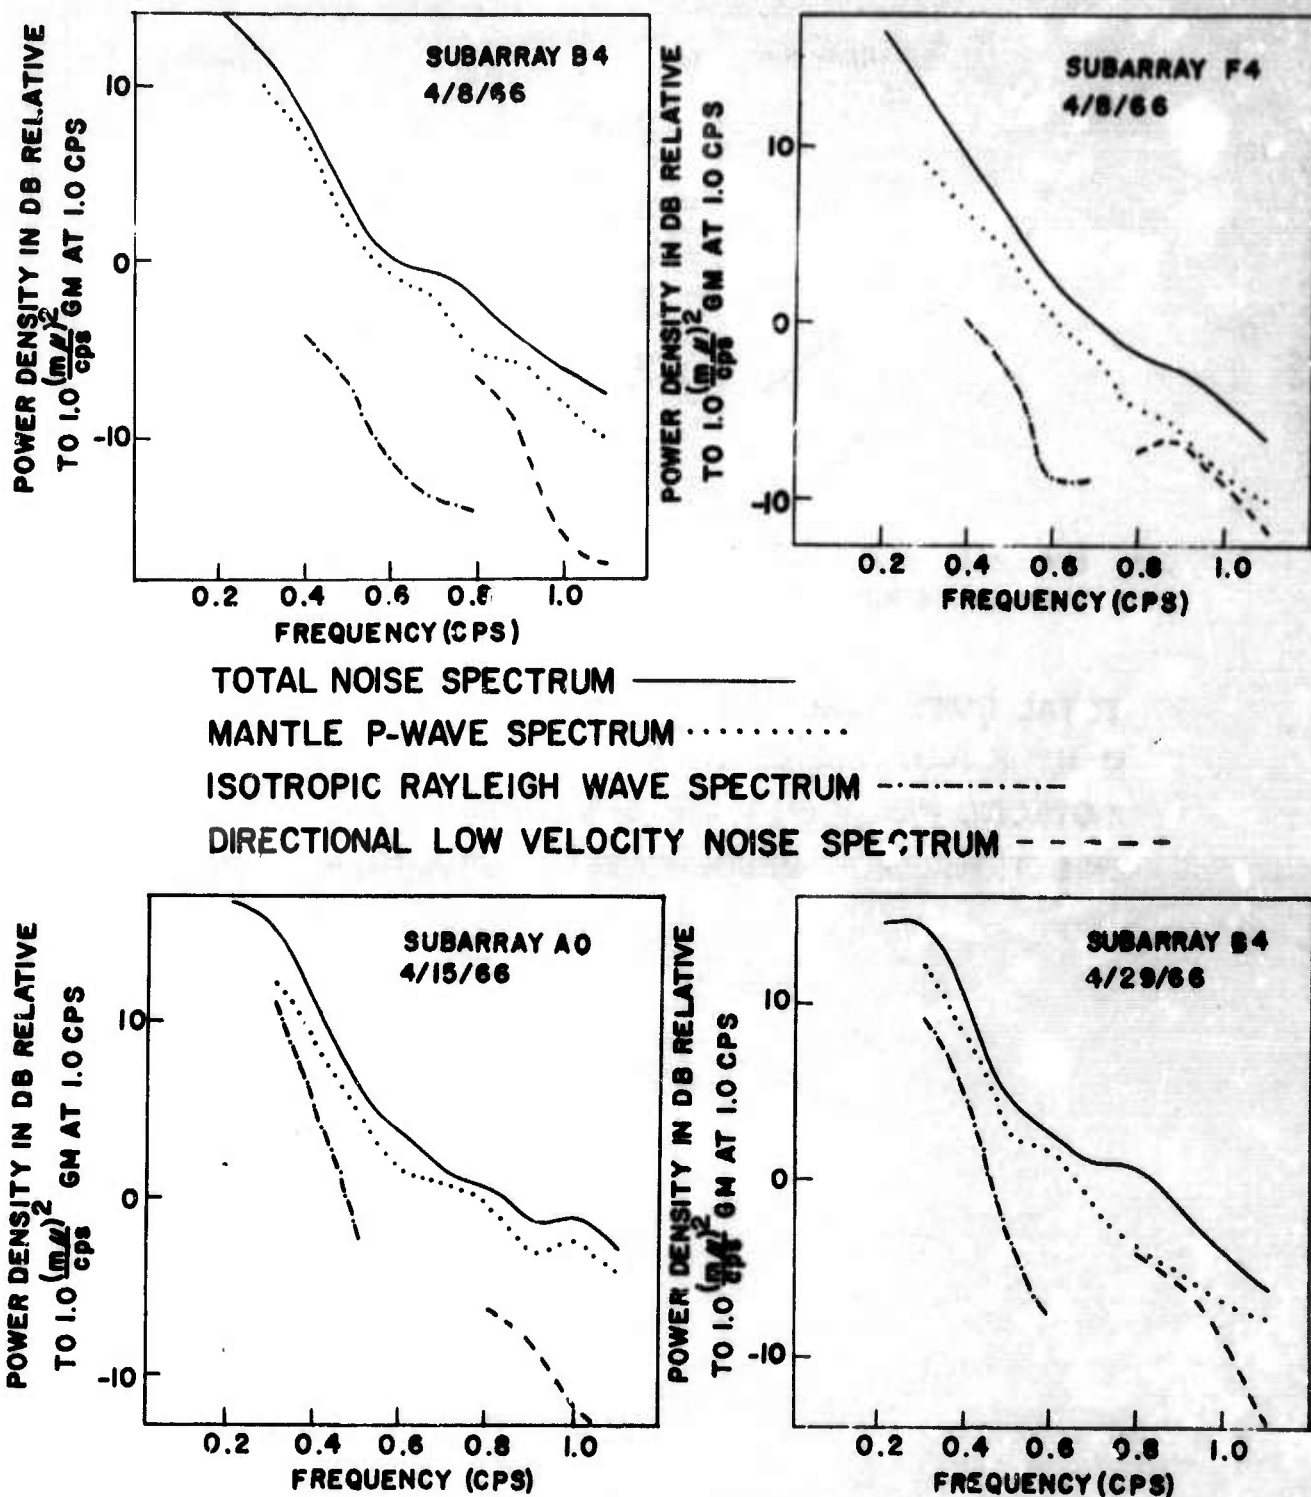 POWER DENSITY IN DB RELATIVE
TO 1.0 (mμ)²/cps GM AT 1.0 CPS
10
0
-10
SUBARRAY B4
4/8/66
0.2 0.4 0.6 0.8 1.0
FREQUENCY (CPS)
POWER DENSITY IN DB RELATIVE
TO 1.0 (mμ)²/cps GM AT 1.0 CPS
10
0
-10
SUBARRAY F4
4/8/66
0.2 0.4 0.6 0.8 1.0
FREQUENCY (CPS)
TOTAL NOISE SPECTRUM
MANTLE P-WAVE SPECTRUM
ISOTROPIC RAYLEIGH WAVE SPECTRUM
DIRECTIONAL LOW VELOCITY NOISE SPECTRUM
POWER DENSITY IN DB RELATIVE
TO 1.0 (mμ)²/cps GM AT 1.0 CPS
10
0
-10
SUBARRAY A0
4/15/66
0.2 0.4 0.6 0.8 1.0
FREQUENCY (CPS)
POWER DENSITY IN DB RELATIVE
TO 1.0 (mμ)²/cps GM AT 1.0 CPS
10
0
-10
SUBARRAY B4
4/29/66
0.2 0.4 0.6 0.8 1.0
FREQUENCY (CPS)